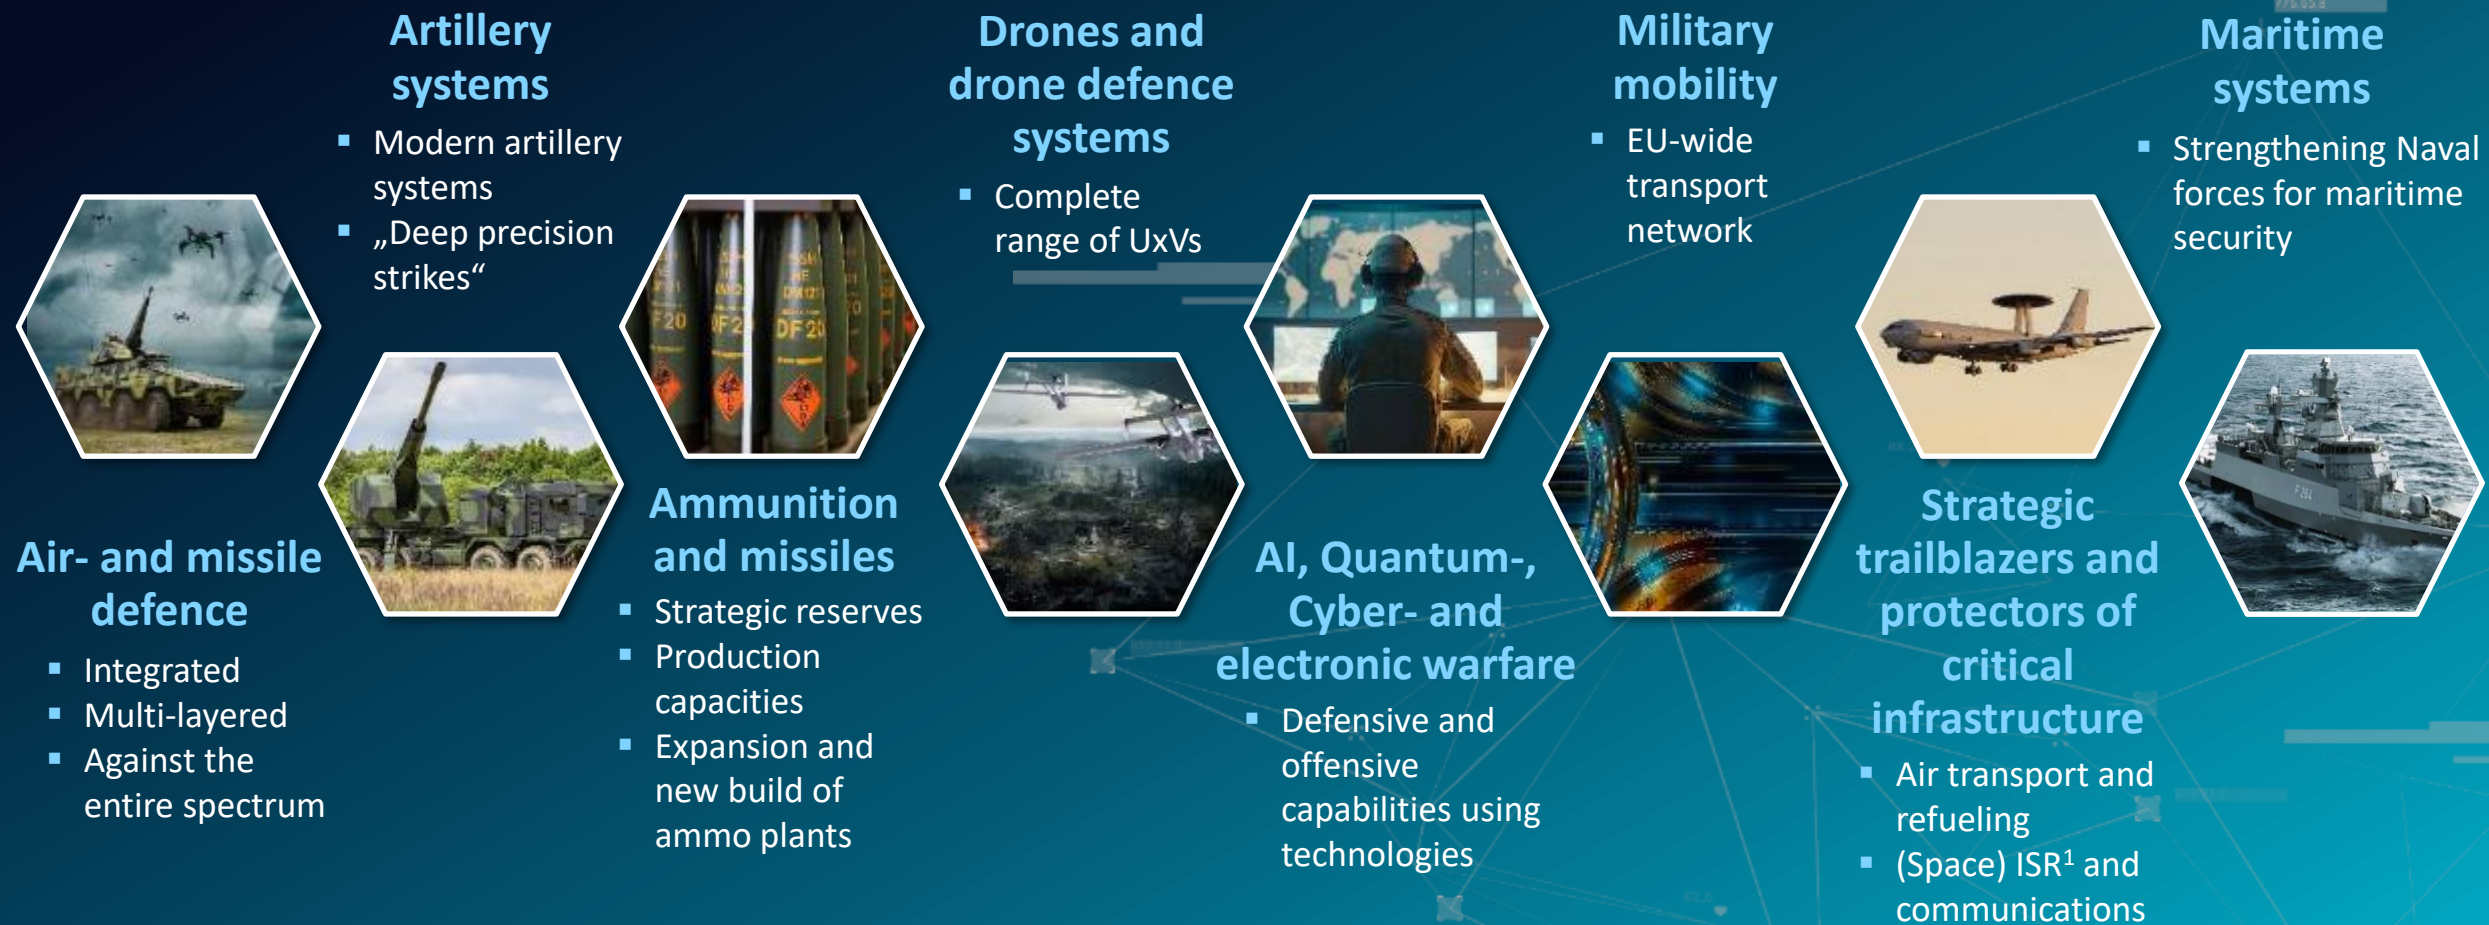 Artillery
systems
Modern artillery
systems
„Deep precision
strikes“
Drones and
drone defence
systems
Complete
range of UxVs
Military
mobility
EU-wide
transport
network
Maritime
systems
Strengthening Naval
forces for maritime
security
Air- and missile
defence
Integrated
Multi-layered
Against the
entire spectrum
DF 20
Ammunition
and missiles
Strategic reserves
Production
capacities
Expansion and
new build of
ammo plants
AI, Quantum-,
Cyber- and
electronic warfare
Defensive and
offensive
capabilities using
technologies
Strategic
trailblazers and
protectors of
critical
infrastructure
Air transport and
refueling
(Space) ISR¹ and
communications
F 264